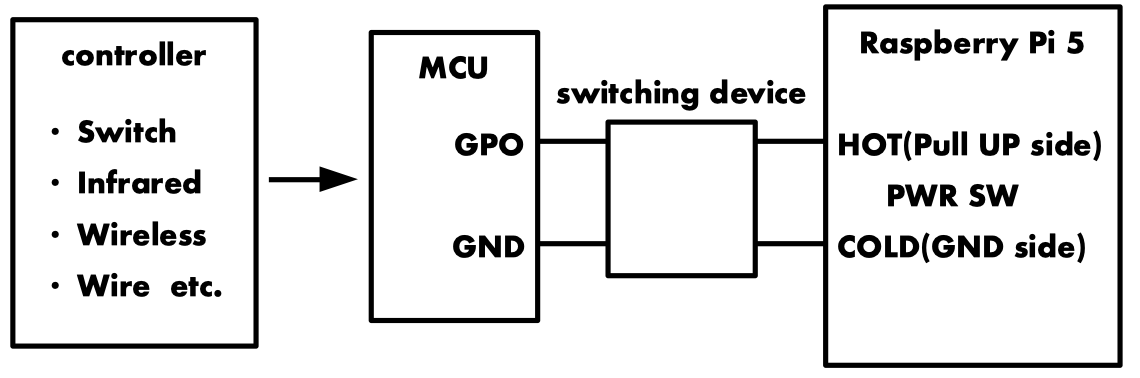 controller
・ Switch
・ Infrared
・ Wireless
・ Wire etc.
MCU
GPO
GND
switching device
Raspberry Pi 5
HOT(Pull UP side)
PWR SW
COLD(GND side)